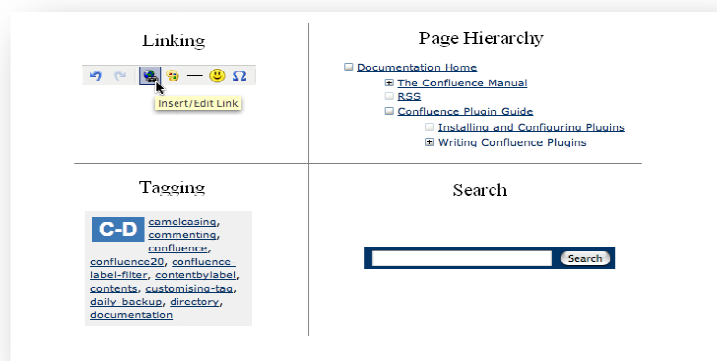 Linking
Insert/Edit Link
Page Hierarchy
Documentation Home
The Confluence Manual
RSS
Confluence Plugin Guide
Installing and Configuring Plugins
Writing Confluence Plugins
Tagging
C-D
camelcasing,
commenting,
confluence,
confluence20, confluence
label-filter, contentbylabel,
contents, customising-tag,
daily backup, directory,
documentation
Search
Search